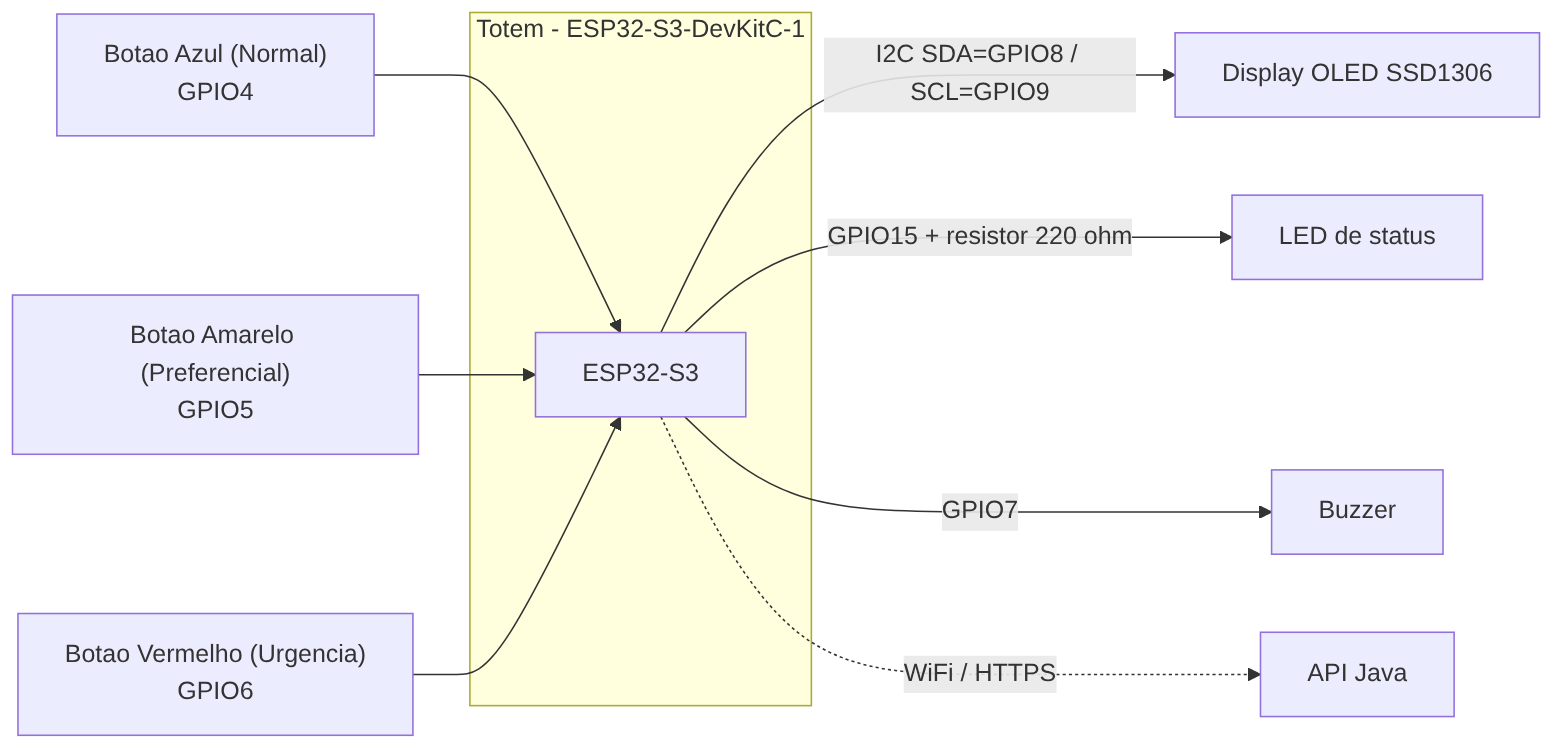 Botao Azul (Normal)
GPIO4
Botao Amarelo
(Preferencial)
GPIO5
Botao Vermelho (Urgencia)
GPIO6
Totem - ESP32-S3-DevKitC-1
ESP32-S3
I2C SDA=GPIO8 /
SCL=GPIO9
GPIO15 + resistor 220 ohm
GPIO7
WiFi / HTTPS
Display OLED SSD1306
LED de status
Buzzer
API Java